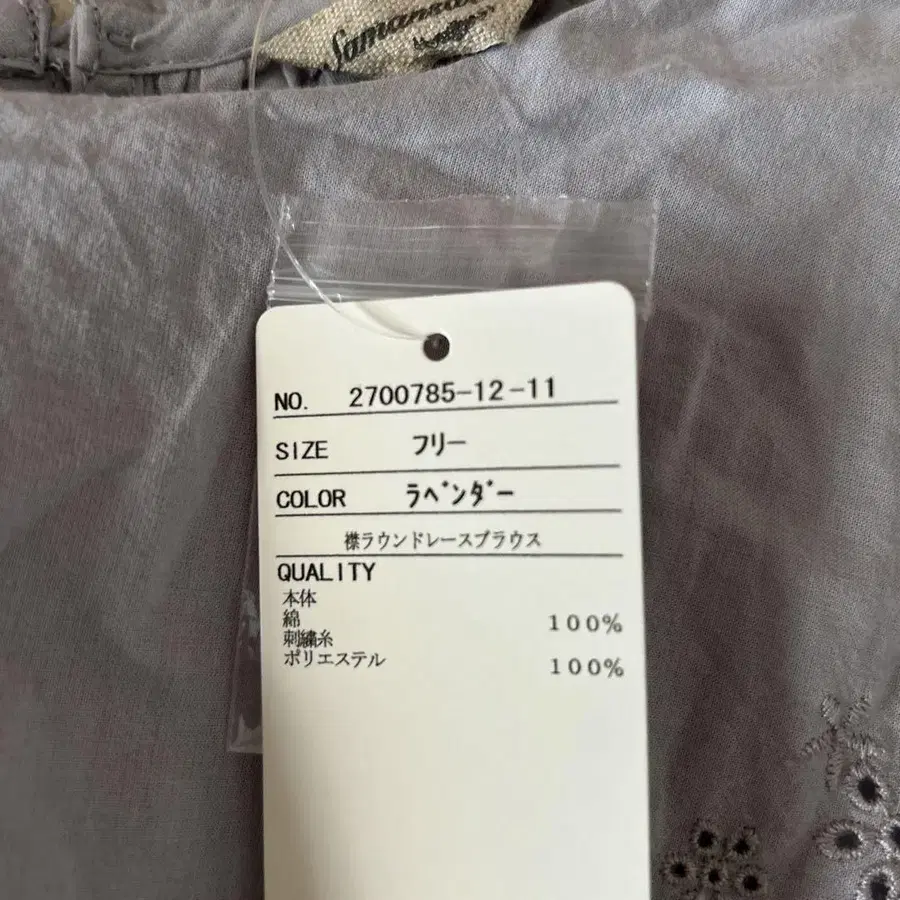 Samansa
NO. 2700785-12-11
SIZE フリー
COLOR ラベンダー
襟ラウンドレースブラウス
QUALITY
本体
綿 100%
刺繍糸
ポリエステル 100%